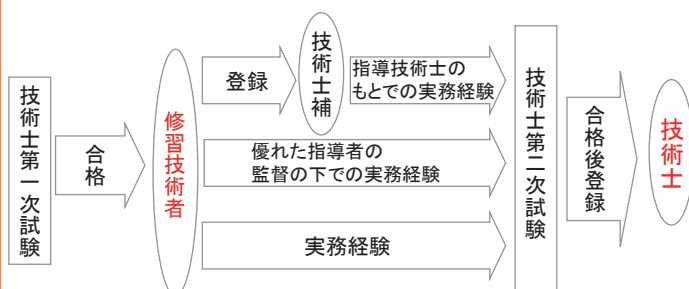 技術士第一次試験
合格
修習技術者
登録
技術士補
指導技術士の
もとでの実務経験
優れた指導者の
監督の下での実務経験
実務経験
技術士第二次試験
合格後登録
技術士